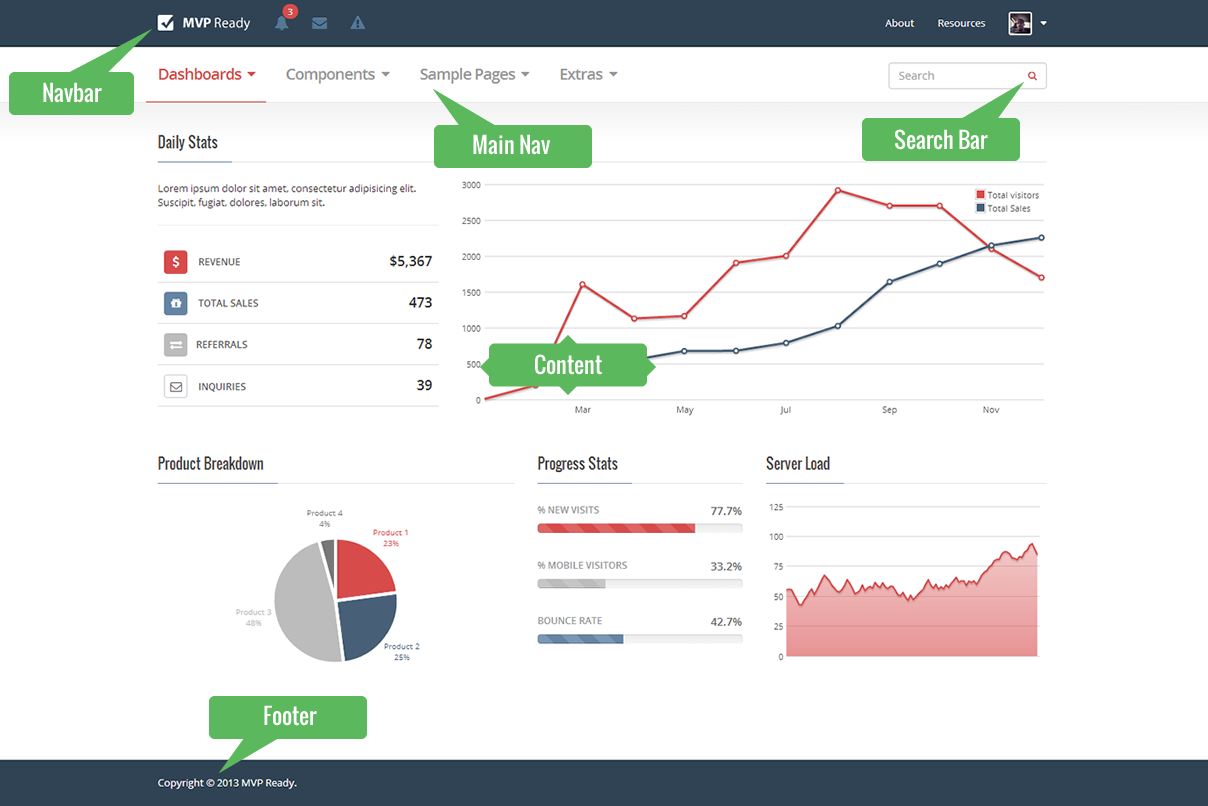 MVP Ready
3
About
Resources
Navbar
Dashboards
Components
Sample Pages
Extras
Search
Main Nav
Search Bar
Daily Stats
Lorem ipsum dolor sit amet, consectetur adipisicing elit.
Suscipit, fugiat, dolores, laborum sit.
REVENUE $5,367
TOTAL SALES 473
REFERRALS 78
INQUIRIES 39
3000
2500
2000
1500
1000
500
0
Total visitors
Total Sales
Content
Mar May Jul Sep Nov
Product Breakdown
Product 4
4%
Product 1
23%
Product 3
48%
Product 2
25%
Progress Stats
% NEW VISITS 77.7%
% MOBILE VISITORS 33.2%
BOUNCE RATE 42.7%
Server Load
125
100
75
50
25
0
Footer
Copyright © 2013 MVP Ready.